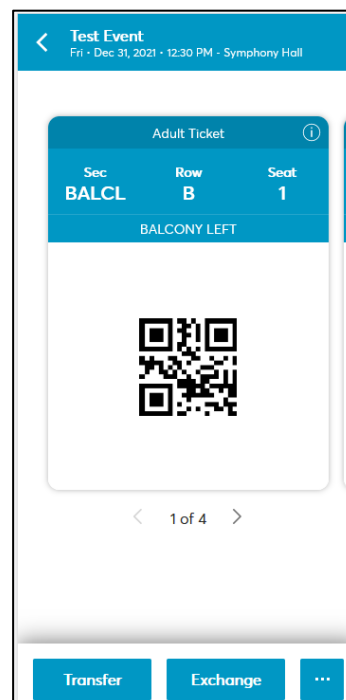 Test Event
Fri • Dec 31, 2021 • 12:30 PM - Symphony Hall
Adult Ticket
Sec Row Seat
BALCL B 1
BALCONY LEFT
1 of 4
Transfer Exchange ...